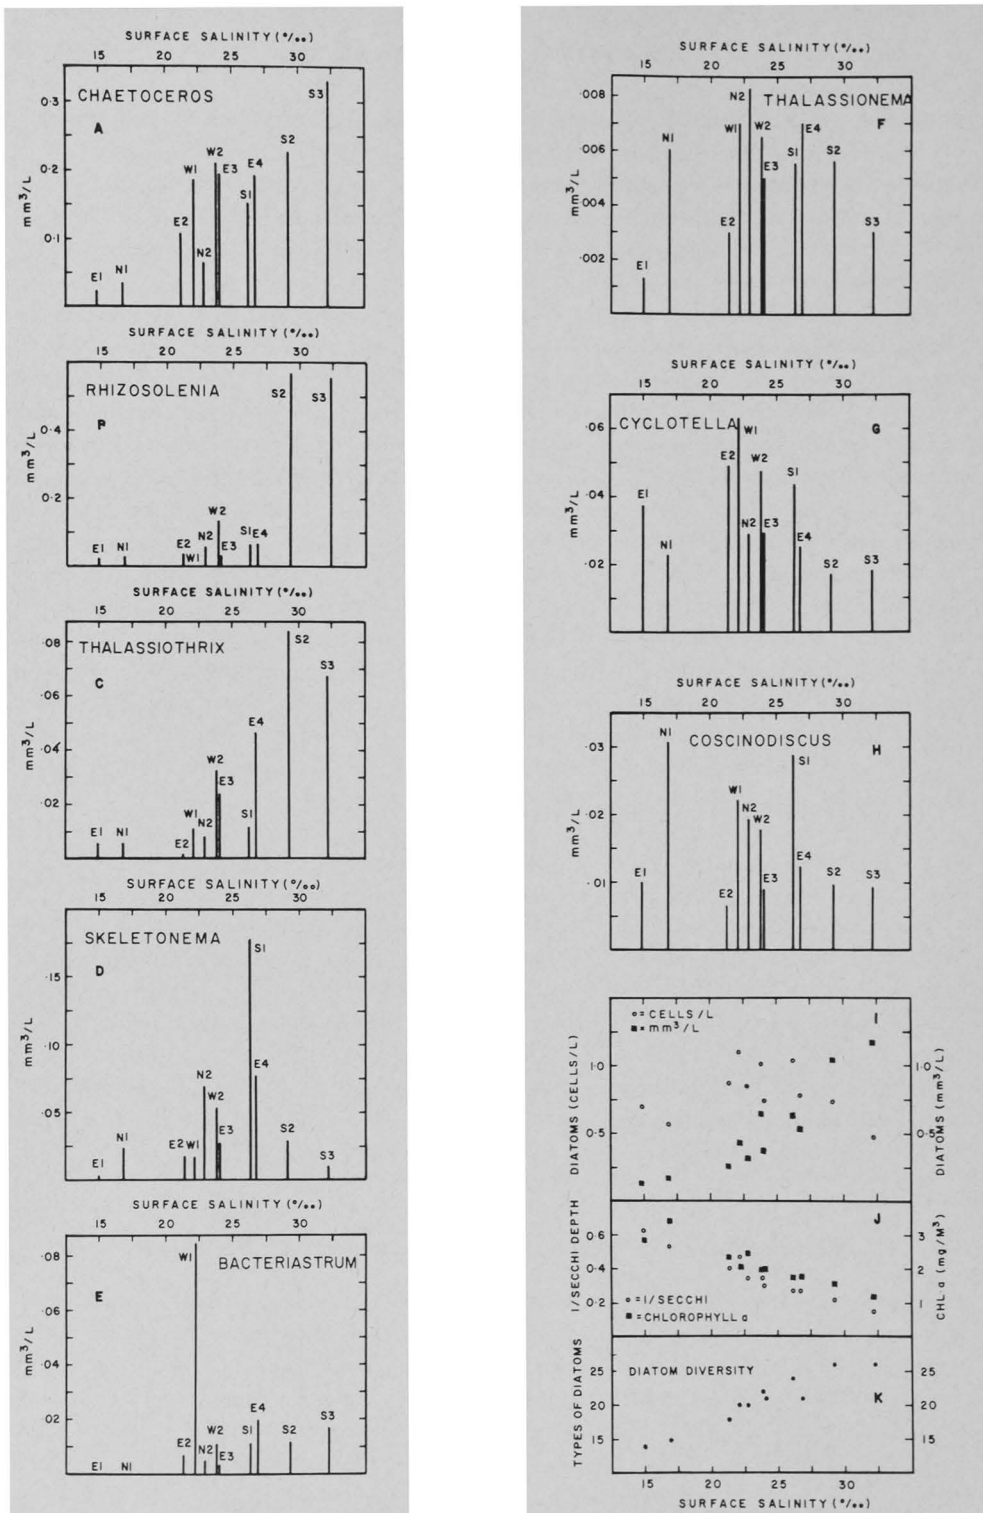 SURFACE SALINITY (°/••)
15 20 25 30
CHAETOCEROS
A
mm³/L
0·3
0·2
0·1
E1 N1 E2 W1 N2 W2 E3 S1 E4 S2 S3
SURFACE SALINITY (°/••)
15 20 25 30
RHIZOSOLENIA
B
mm³/L
0·4
0·2
E1 N1 E2 W1 N2 W2 E3 S1 E4 S2 S3
SURFACE SALINITY (°/••)
15 20 25 30
THALASSIOTHRIX
C
mm³/L
·08
·06
·04
·02
E1 N1 E2 W1 N2 W2 E3 S1 E4 S2 S3
SURFACE SALINITY (°/oo)
15 20 25 30
SKELETONEMA
D
mm³/L
·15
·10
·05
E1 N1 E2 W1 N2 W2 E3 S1 E4 S2 S3
SURFACE SALINITY (°/••)
15 20 25 30
BACTERIASTRUM
E
mm³/L
·08
·06
·04
·02
E1 N1 E2 W1 N2 W2 E3 S1 E4 S2 S3
SURFACE SALINITY (°/••)
15 20 25 30
THALASSIONEMA
F
mm³/L
·008
·006
·004
·002
E1 N1 E2 W1 N2 W2 E3 S1 E4 S2 S3
SURFACE SALINITY (°/••)
15 20 25 30
CYCLOTELLA
G
mm³/L
·06
·04
·02
E1 N1 E2 W1 N2 W2 E3 S1 E4 S2 S3
SURFACE SALINITY (°/••)
15 20 25 30
COSCINODISCUS
H
mm³/L
·03
·02
·01
E1 N1 E2 W1 N2 W2 E3 S1 E4 S2 S3
I
o = CELLS/L
■ = mm³/L
DIATOMS (CELLS/L)
1·0
0·5
DIATOMS (mm³/L)
1·0
0·5
J
1/SECCHI DEPTH
0·6
0·4
0·2
CHL a (mg/M³)
3
2
1
o = 1/SECCHI
■ = CHLOROPHYLL a
K
DIATOM DIVERSITY
TYPES OF DIATOMS
25
20
15
25
20
15
15 20 25 30
SURFACE SALINITY (°/••)